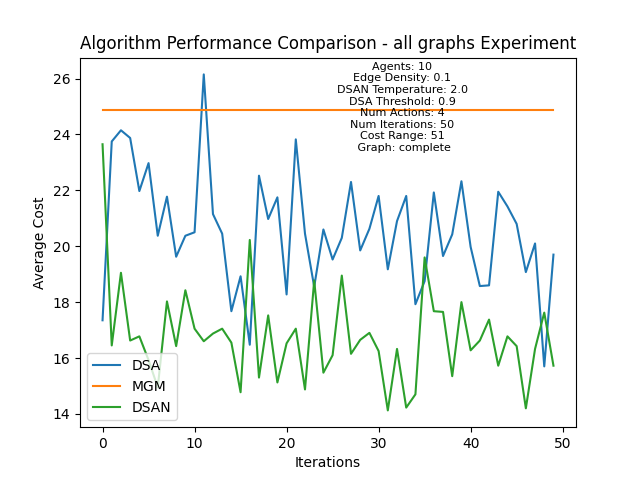 Algorithm Performance Comparison - all graphs Experiment
Agents: 10
Edge Density: 0.1
DSAN Temperature: 2.0
DSA Threshold: 0.9
Num Actions: 4
Num Iterations: 50
Cost Range: 51
Graph: complete
Average Cost
26
24
22
20
18
16
14
DSA
MGM
DSAN
0
10
20
30
40
50
Iterations